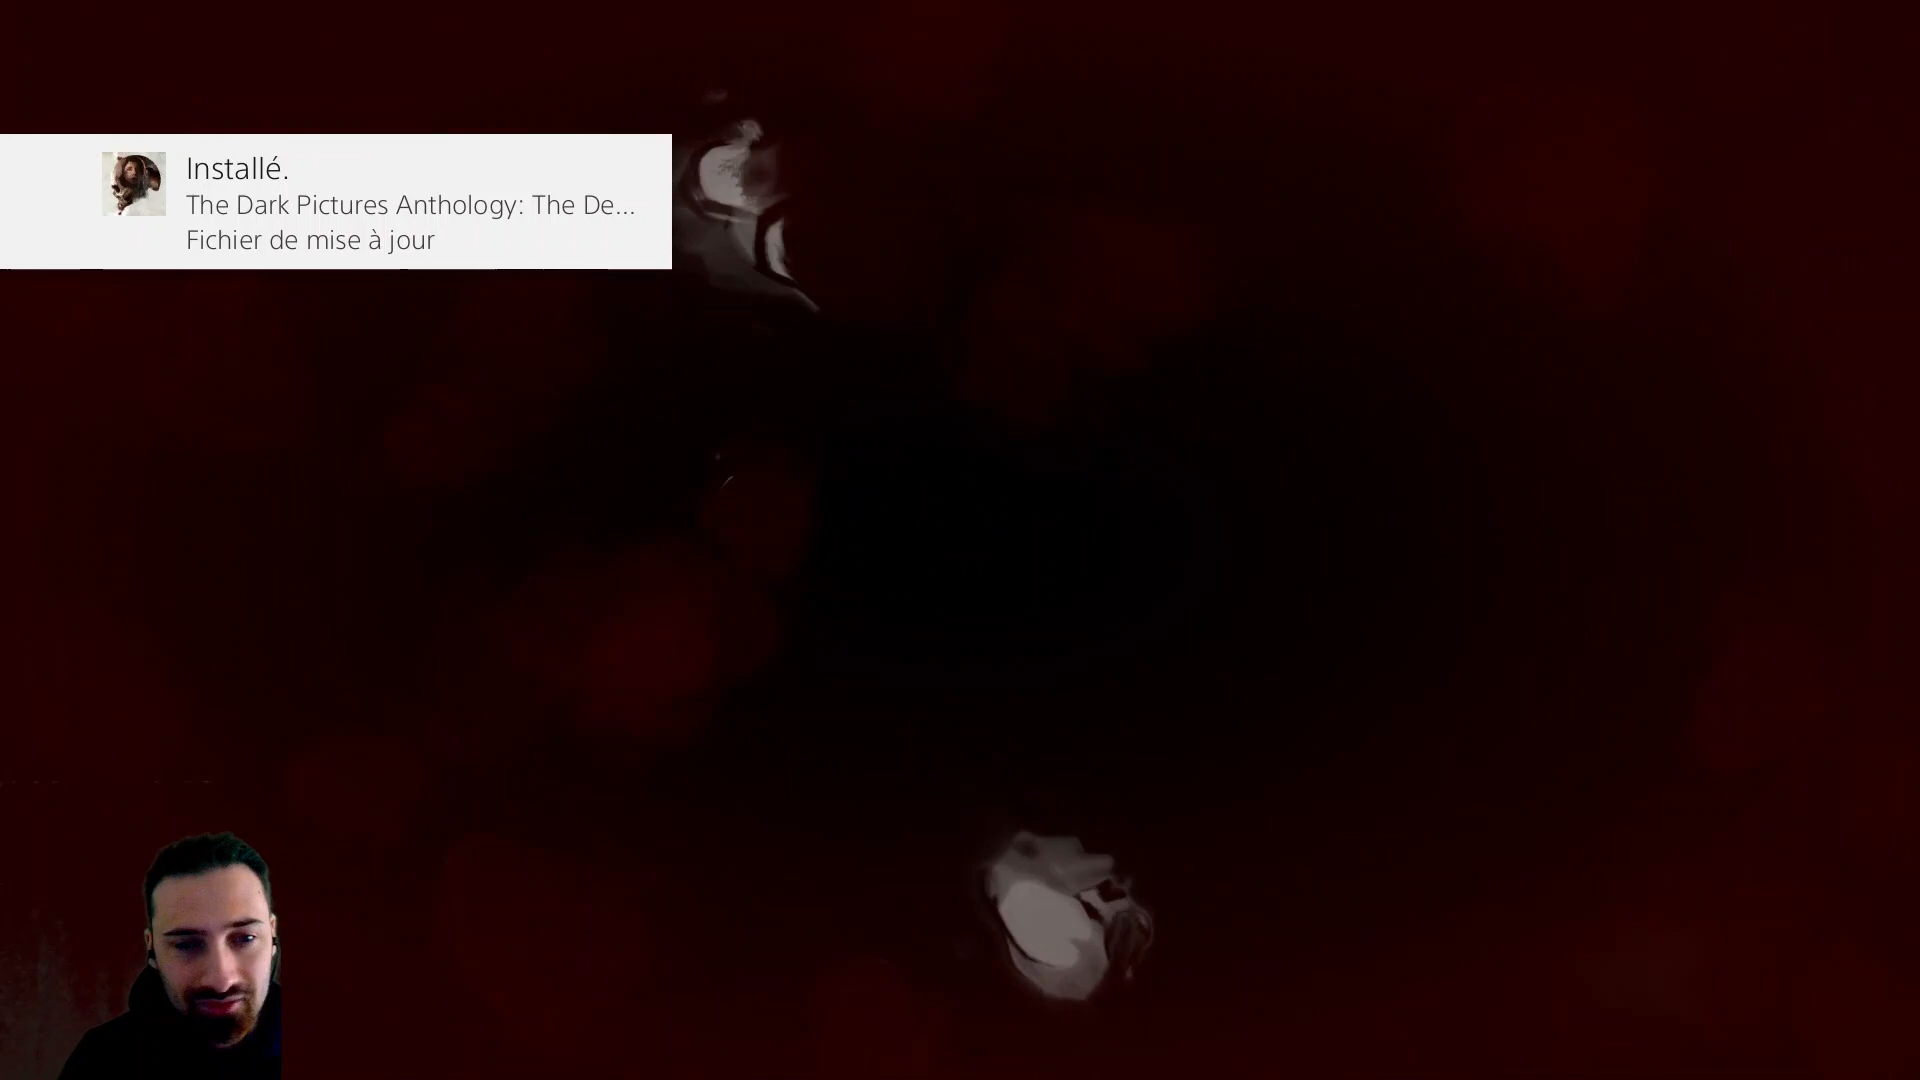 Installé.
The Dark Pictures Anthology: The De...
Fichier de mise à jour